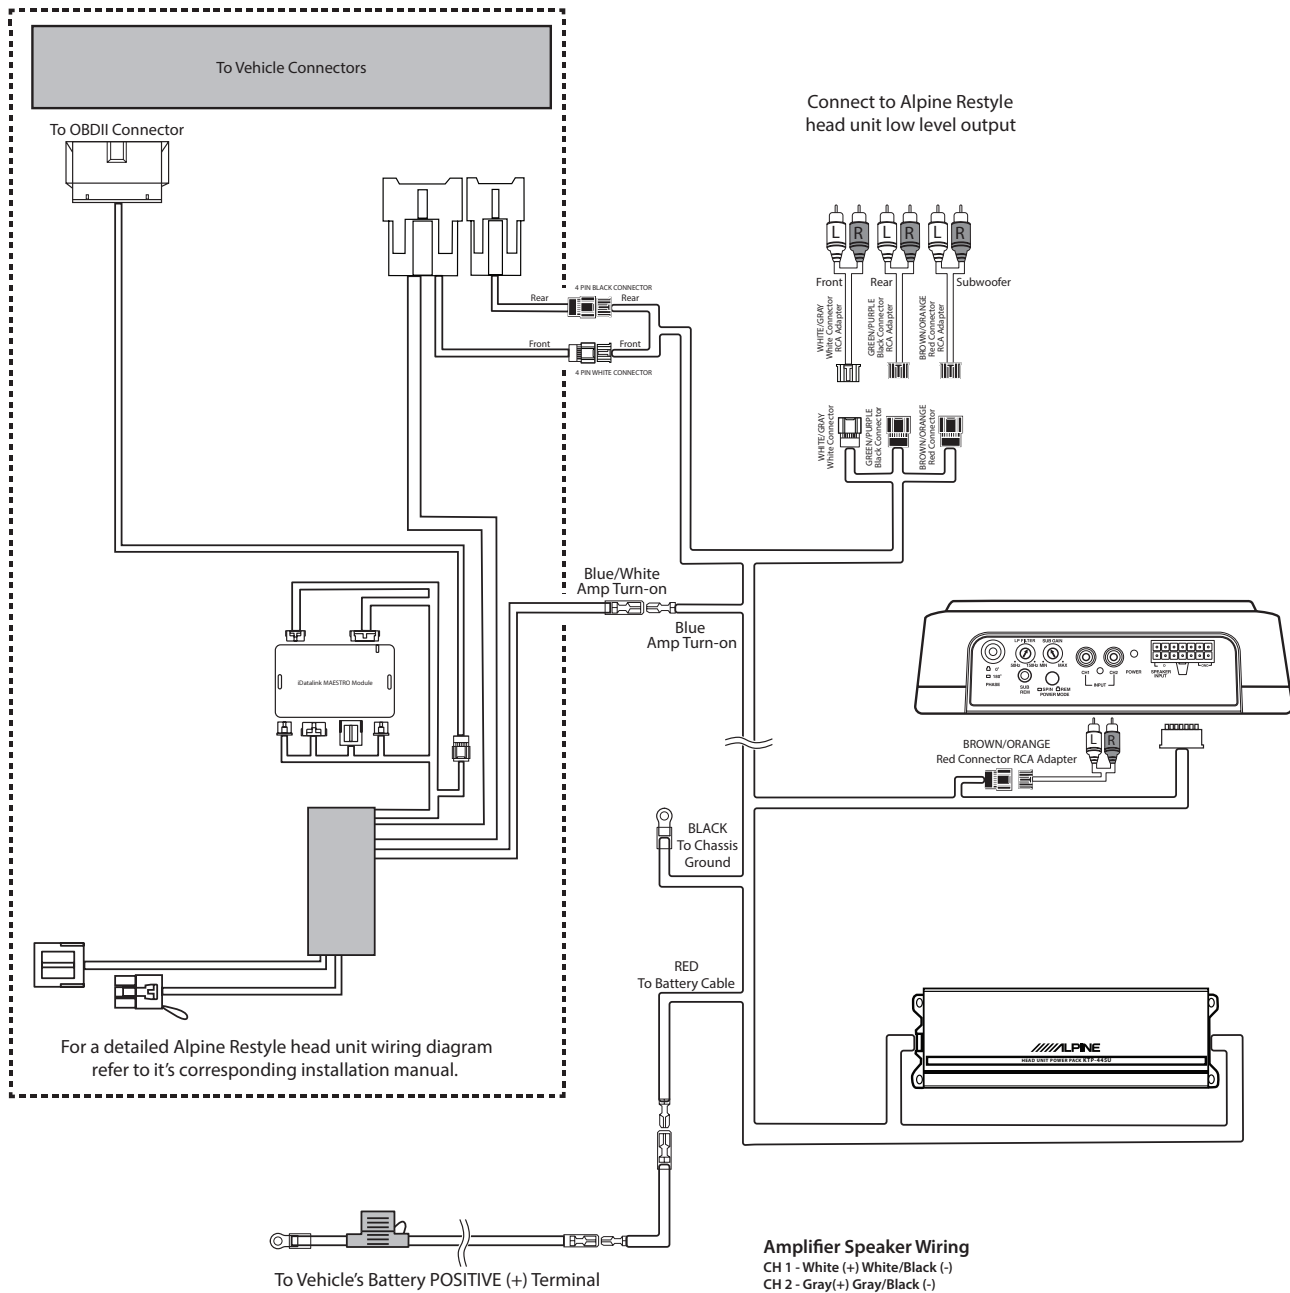 To Vehicle Connectors
To OBDII Connector
Connect to Alpine Restyle
head unit low level output
L
R
L
R
L
R
Front
Rear
Subwoofer
WHITE/GRAY
White Connector
RCA Adapter
GREEN/PURPLE
Black Connector
RCA Adapter
BROWN/ORANGE
Red Connector
RCA Adapter
4 PIN BLACK CONNECTOR
Rear
Rear
Front
Front
4 PIN WHITE CONNECTOR
WHITE/GRAY
White Connector
GREEN/PURPLE
Black Connector
BROWN/ORANGE
Red Connector
Blue/White
Amp Turn-on
Blue
Amp Turn-on
iDatalink MAESTRO Module
LP FILTER
SUB GAIN
50Hz
150Hz
MIN
MAX
0°
180°
PHASE
SUB
REM
SPIN
REM
POWER MODE
CH1
CH2
INPUT
POWER
SPEAKER
INPUT
L
R
BROWN/ORANGE
Red Connector RCA Adapter
BLACK
To Chassis
Ground
RED
To Battery Cable
ALPINE
HEAD UNIT POWER PACK KTP-445U
For a detailed Alpine Restyle head unit wiring diagram
refer to it's corresponding installation manual.
To Vehicle's Battery POSITIVE (+) Terminal
Amplifier Speaker Wiring
CH 1 - White (+) White/Black (-)
CH 2 - Gray(+) Gray/Black (-)